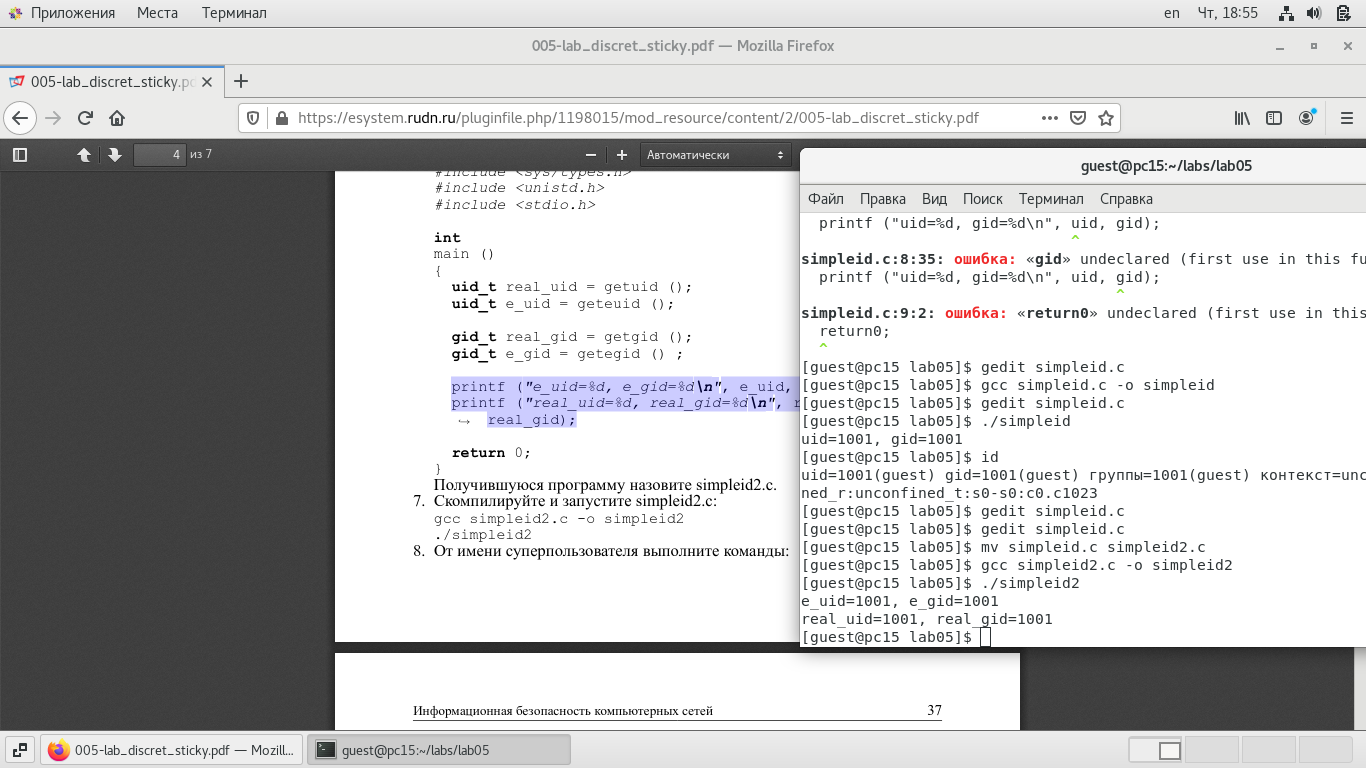 Приложения Места Терминал en Чт, 18:55
005-lab_discret_sticky.pdf — Mozilla Firefox
005-lab_discret_sticky.pd
https://esystem.rudn.ru/pluginfile.php/1198015/mod_resource/content/2/005-lab_discret_sticky.pdf
4 из 7 Автоматически
#include <sys/types.h>
#include <unistd.h>
#include <stdio.h>
int
main ()
{
uid_t real_uid = getuid ();
uid_t e_uid = geteuid ();
gid_t real_gid = getgid ();
gid_t e_gid = getegid () ;
printf ("e_uid=%d, e_gid=%d\n", e_uid,
printf ("real_uid=%d, real_gid=%d\n", r
↪ real_gid);
return 0;
}
Получившуюся программу назовите simpleid2.c.
7. Скомпилируйте и запустите simpleid2.c:
gcc simpleid2.c -o simpleid2
./simpleid2
8. От имени суперпользователя выполните команды:
Информационная безопасность компьютерных сетей 37
guest@pc15:~/labs/lab05
Файл Правка Вид Поиск Терминал Справка
printf ("uid=%d, gid=%d\n", uid, gid);
^
simpleid.c:8:35: ошибка: «gid» undeclared (first use in this fu
printf ("uid=%d, gid=%d\n", uid, gid);
^
simpleid.c:9:2: ошибка: «return0» undeclared (first use in this
return0;
^
[guest@pc15 lab05]$ gedit simpleid.c
[guest@pc15 lab05]$ gcc simpleid.c -o simpleid
[guest@pc15 lab05]$ gedit simpleid.c
[guest@pc15 lab05]$ ./simpleid
uid=1001, gid=1001
[guest@pc15 lab05]$ id
uid=1001(guest) gid=1001(guest) группы=1001(guest) контекст=unc
ned_r:unconfined_t:s0-s0:c0.c1023
[guest@pc15 lab05]$ gedit simpleid.c
[guest@pc15 lab05]$ gedit simpleid.c
[guest@pc15 lab05]$ mv simpleid.c simpleid2.c
[guest@pc15 lab05]$ gcc simpleid2.c -o simpleid2
[guest@pc15 lab05]$ ./simpleid2
e_uid=1001, e_gid=1001
real_uid=1001, real_gid=1001
[guest@pc15 lab05]$
005-lab_discret_sticky.pdf — Mozill... guest@pc15:~/labs/lab05